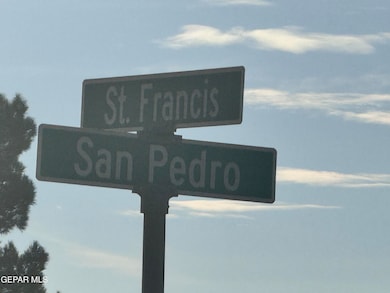 St. Francis
San Pedro
GEPAR MLS